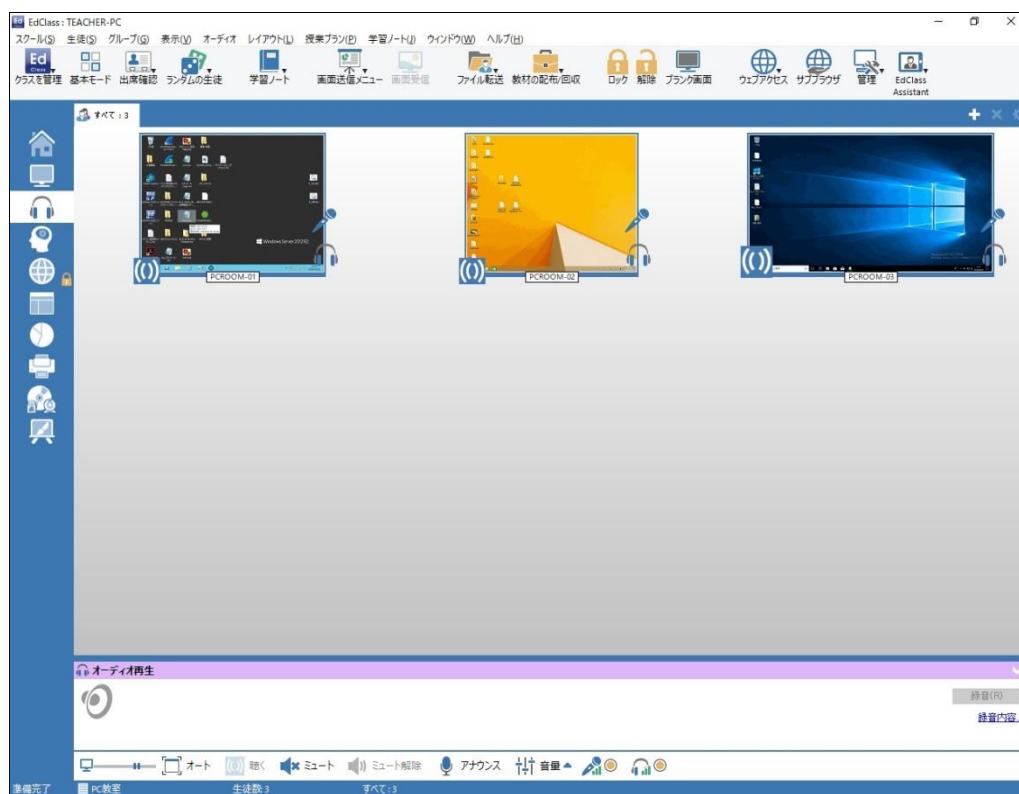 EdClass : TEACHER-PC
スクール(S) 生徒(S) グループ(G) 表示(V) オーディオ レイアウト(L) 授業プラン(P) 学習ノート(J) ウィンドウ(W) ヘルプ(H)
Ed
Class
クラスを管理 基本モード 出席確認 ランダムの生徒 学習ノート 画面送信メニュー 画面受信 ファイル転送 教材の配布/回収 ロック 解除 ブランク画面 ウェブアクセス サブブラウザ 管理 EdClass Assistant
すべて : 3
Windows Server 2012 R2
PCROOM-01 PCROOM-02 PCROOM-03
オーディオ再生
録音(R)
録音内容
オート 聴く ミュート ミュート解除 アナウンス 音量
準備完了 PC教室 生徒数:3 すべて:3